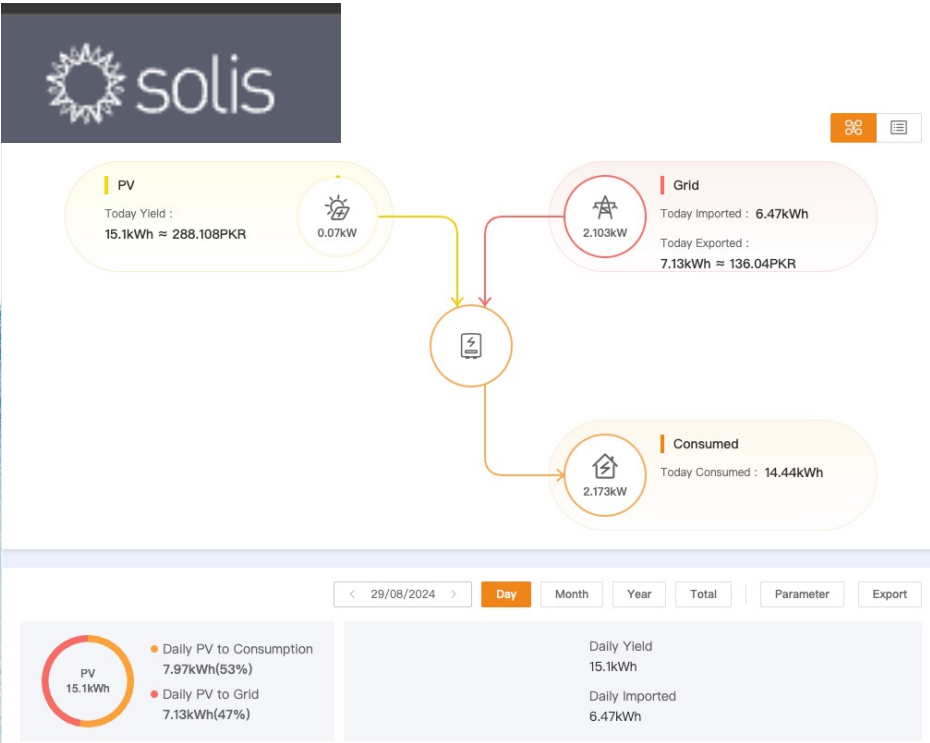 solis
PV
Today Yield :
15.1kWh ≈ 288.108PKR
0.07kW
Grid
Today Imported : 6.47kWh
Today Exported :
7.13kWh ≈ 136.04PKR
2.103kW
Consumed
Today Consumed : 14.44kWh
2.173kW
< 29/08/2024 >
Day
Month
Year
Total
Parameter
Export
PV
15.1kWh
Daily PV to Consumption
7.97kWh(53%)
Daily PV to Grid
7.13kWh(47%)
Daily Yield
15.1kWh
Daily Imported
6.47kWh